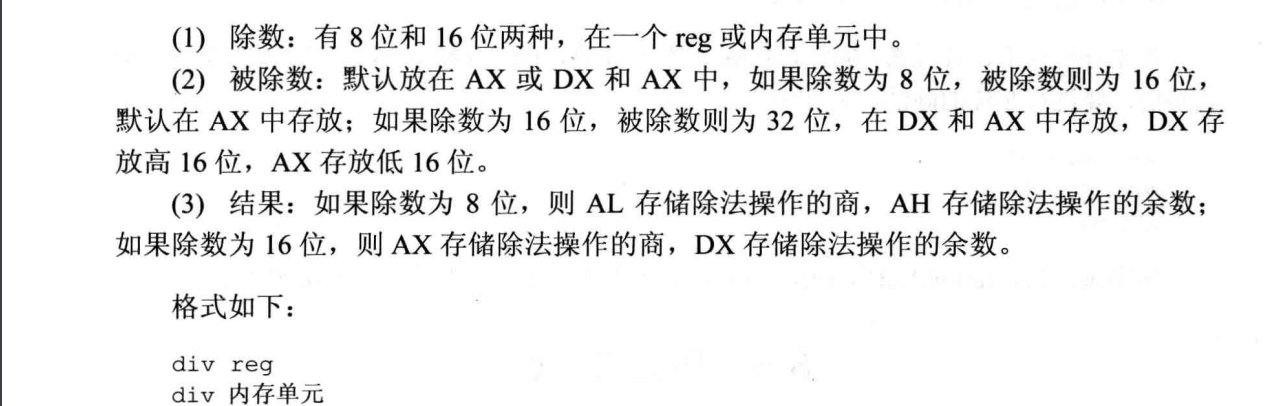 (1) 除数：有 8 位和 16 位两种，在一个 reg 或内存单元中。
(2) 被除数：默认放在 AX 或 DX 和 AX 中，如果除数为 8 位，被除数则为 16 位，
默认在 AX 中存放；如果除数为 16 位，被除数则为 32 位，在 DX 和 AX 中存放，DX 存
放高 16 位，AX 存放低 16 位。
(3) 结果：如果除数为 8 位，则 AL 存储除法操作的商，AH 存储除法操作的余数；
如果除数为 16 位，则 AX 存储除法操作的商，DX 存储除法操作的余数。
格式如下：
div reg
div 内存单元